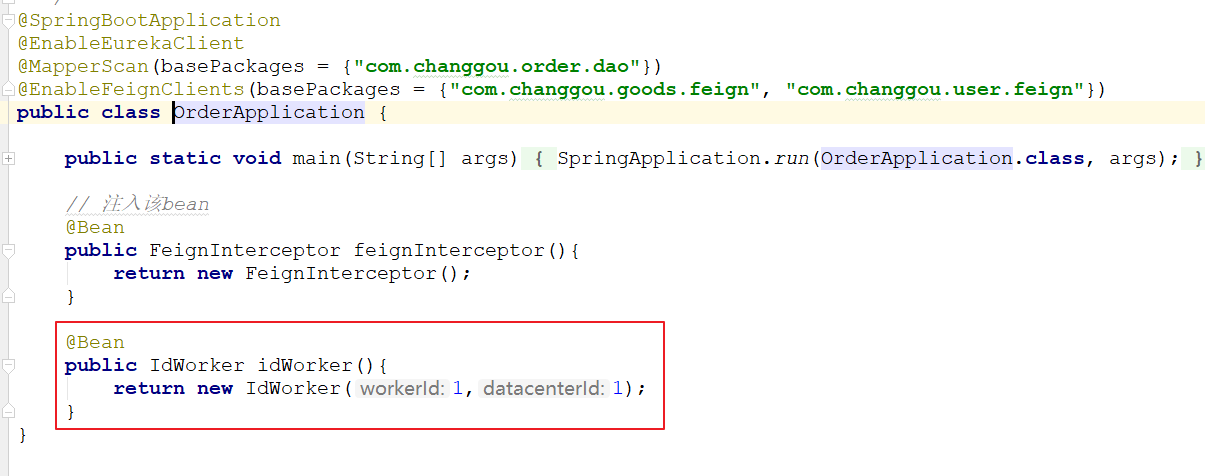 @SpringBootApplication
@EnableEurekaClient
@MapperScan(basePackages = {"com.changgou.order.dao"})
@EnableFeignClients(basePackages = {"com.changgou.goods.feign", "com.changgou.user.feign"})
public class OrderApplication {
public static void main(String[] args) { SpringApplication.run(OrderApplication.class, args); }
// 注入该bean
@Bean
public FeignInterceptor feignInterceptor(){
return new FeignInterceptor();
}
@Bean
public IdWorker idWorker(){
return new IdWorker( workerId: 1, datacenterId: 1);
}
}